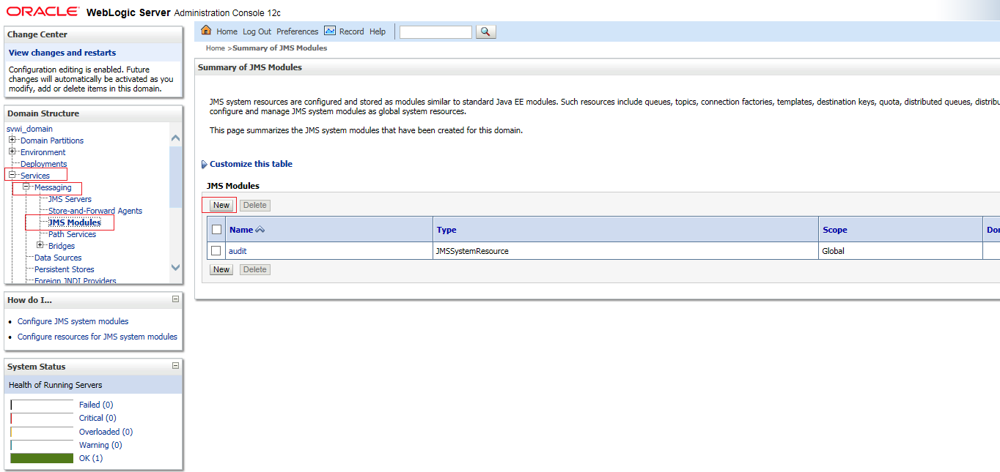 ORACLE WebLogic Server Administration Console 12c
Change Center
View changes and restarts
Configuration editing is enabled. Future
changes will automatically be activated as you
modify, add or delete items in this domain.
Domain Structure
svwi_domain
Domain Partitions
Environment
Deployments
Services
Messaging
JMS Servers
Store-and-Forward Agents
JMS Modules
Path Services
Bridges
Data Sources
Persistent Stores
Foreign JNDI Providers
How do I...
Configure JMS system modules
Configure resources for JMS system modules
System Status
Health of Running Servers
Failed (0)
Critical (0)
Overloaded (0)
Warning (0)
OK (1)
Home Log Out Preferences Record Help
Home >Summary of JMS Modules
Summary of JMS Modules
JMS system resources are configured and stored as modules similar to standard Java EE modules. Such resources include queues, topics, connection factories, templates, destination keys, quota, distributed queues, distribu
configure and manage JMS system modules as global system resources.
This page summarizes the JMS system modules that have been created for this domain.
Customize this table
JMS Modules
New Delete
Name Type Scope Dom
audit JMSSystemResource Global
New Delete